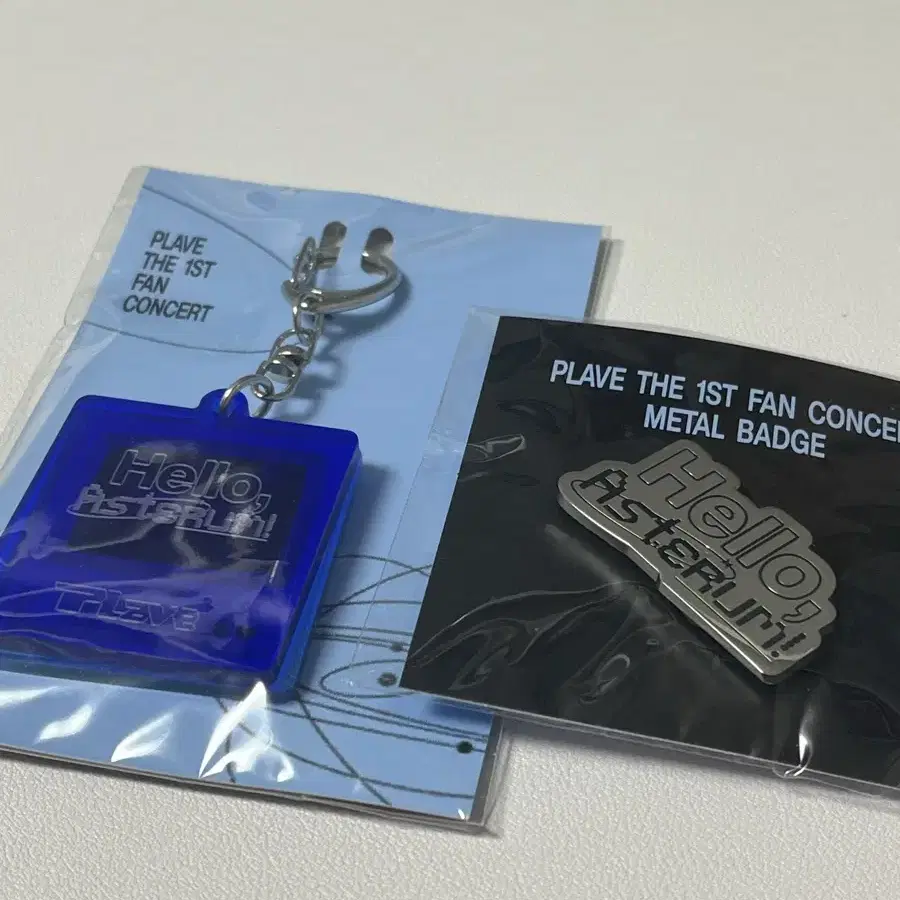 PLAVE
THE 1ST
FAN
CONCERT
Hello,
Asterum!
PLave
PLAVE THE 1ST FAN CONCE
METAL BADGE
Hello,
Asterum!